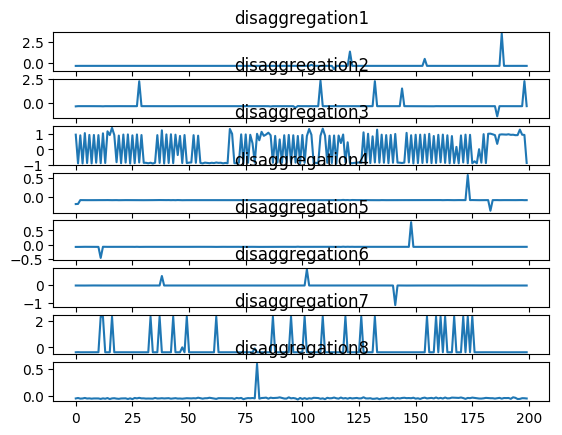 disaggregation1
2.5
0.0
disaggregation2
2.5
0.0
disaggregation3
1
0
−1
disaggregation4
0.5
0.0
disaggregation5
0.5
0.0
−0.5
disaggregation6
0
−1
disaggregation7
2
0
disaggregation8
0.5
0.0
0 25 50 75 100 125 150 175 200